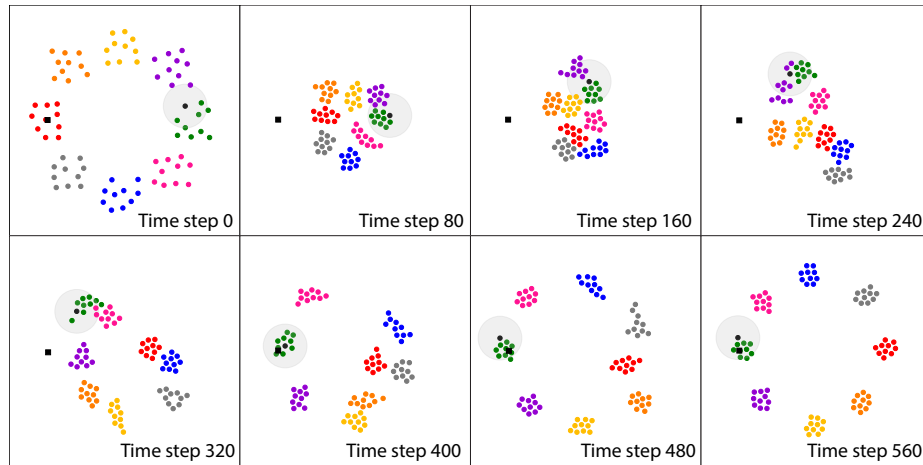 Time step 0
Time step 80
Time step 160
Time step 240
Time step 320
Time step 400
Time step 480
Time step 560